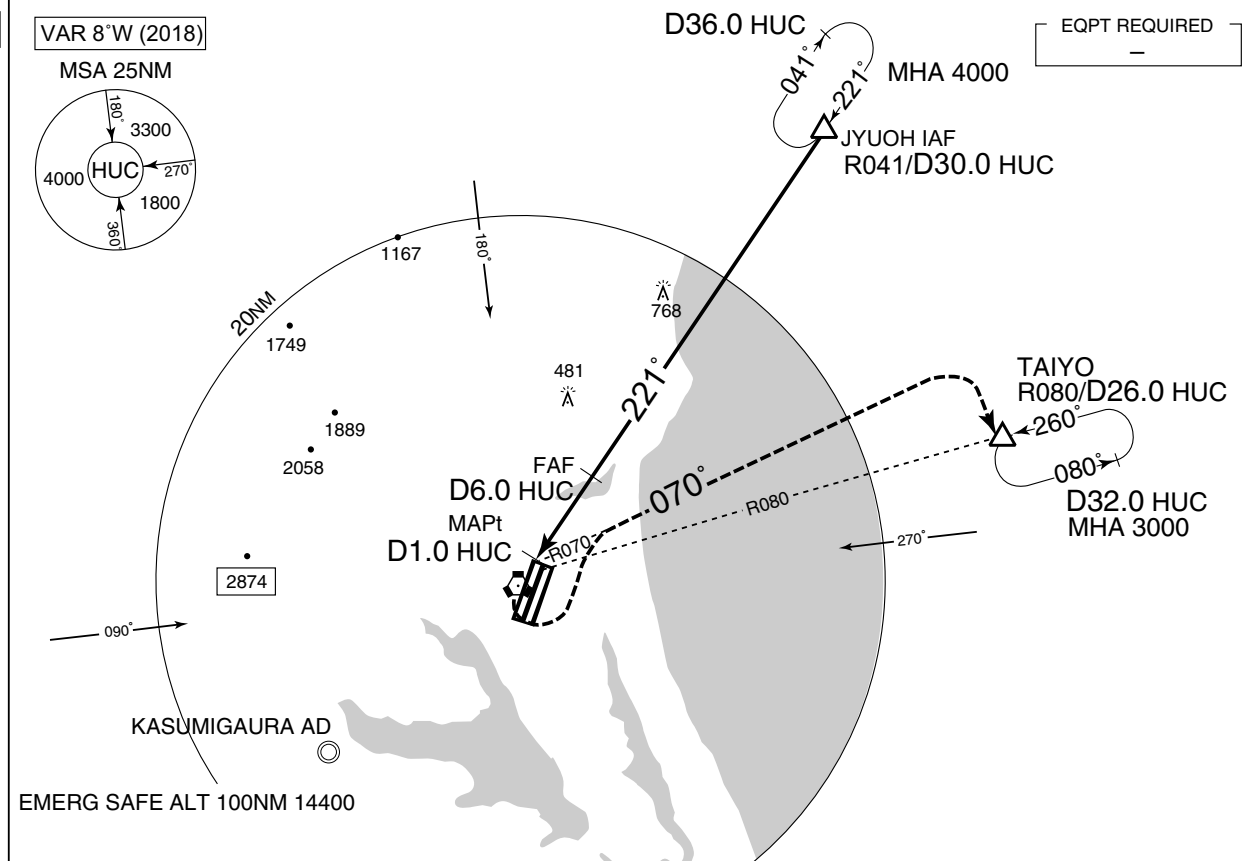 VAR 8°W (2018)
MSA 25NM
180°
3300
HUC
270°
4000
1800
360°
D36.0 HUC
041°
221°
MHA 4000
EQPT REQUIRED
–
JYUOH IAF
R041/D30.0 HUC
1167
180°
20NM
768
1749
481
221°
TAIYO
R080/D26.0 HUC
1889
260°
2058
FAF
D6.0 HUC
070°
R080
080°
D32.0 HUC
MHA 3000
MAPt
D1.0 HUC
R070
270°
2874
090°
KASUMIGAURA AD
EMERG SAFE ALT 100NM 14400